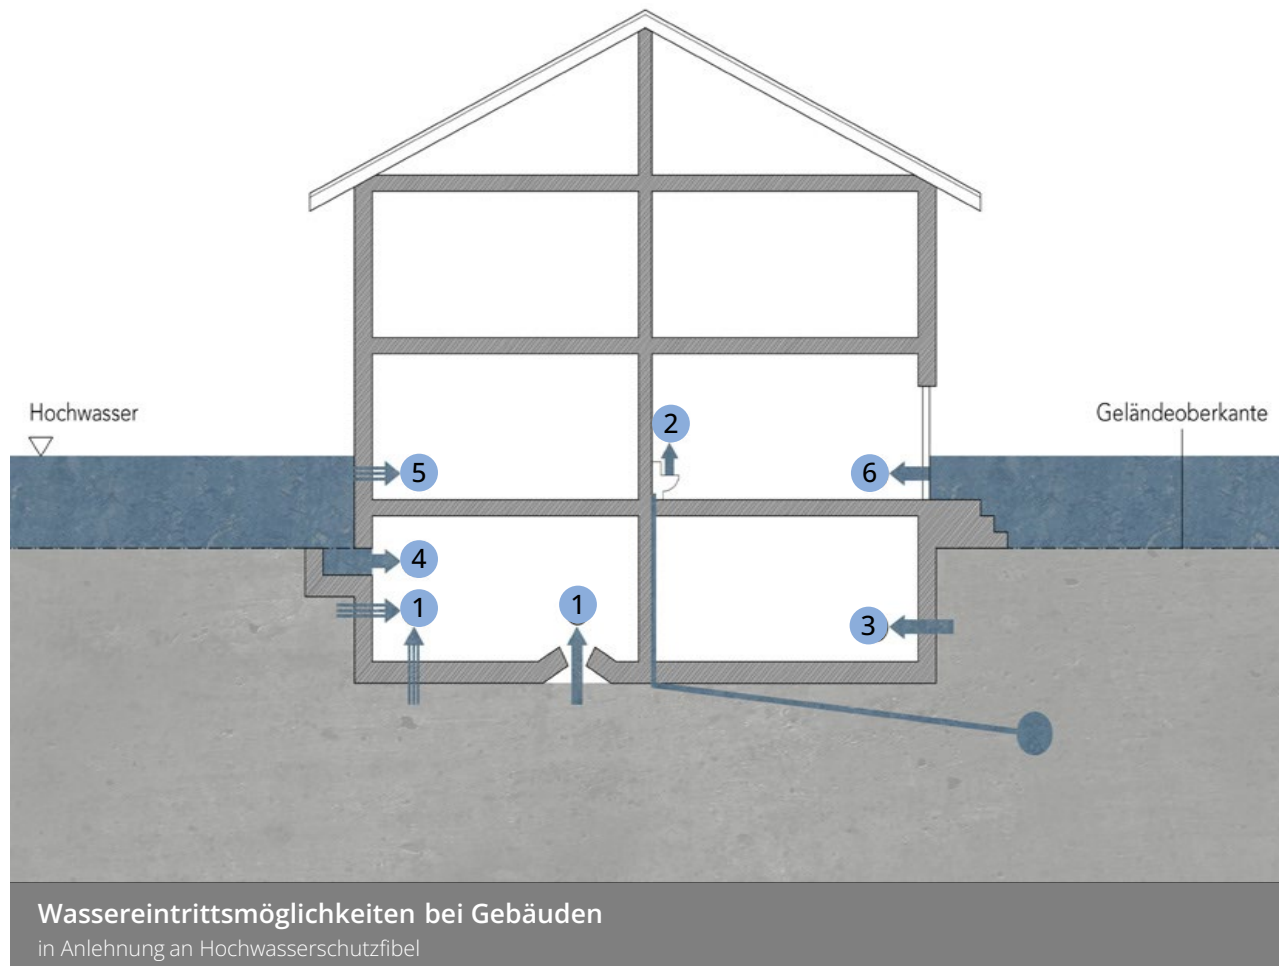 Hochwasser
Geländeoberkante
2
5
6
4
1
1
3
Wassereintrittsmöglichkeiten bei Gebäuden
in Anlehnung an Hochwasserschutzfibel